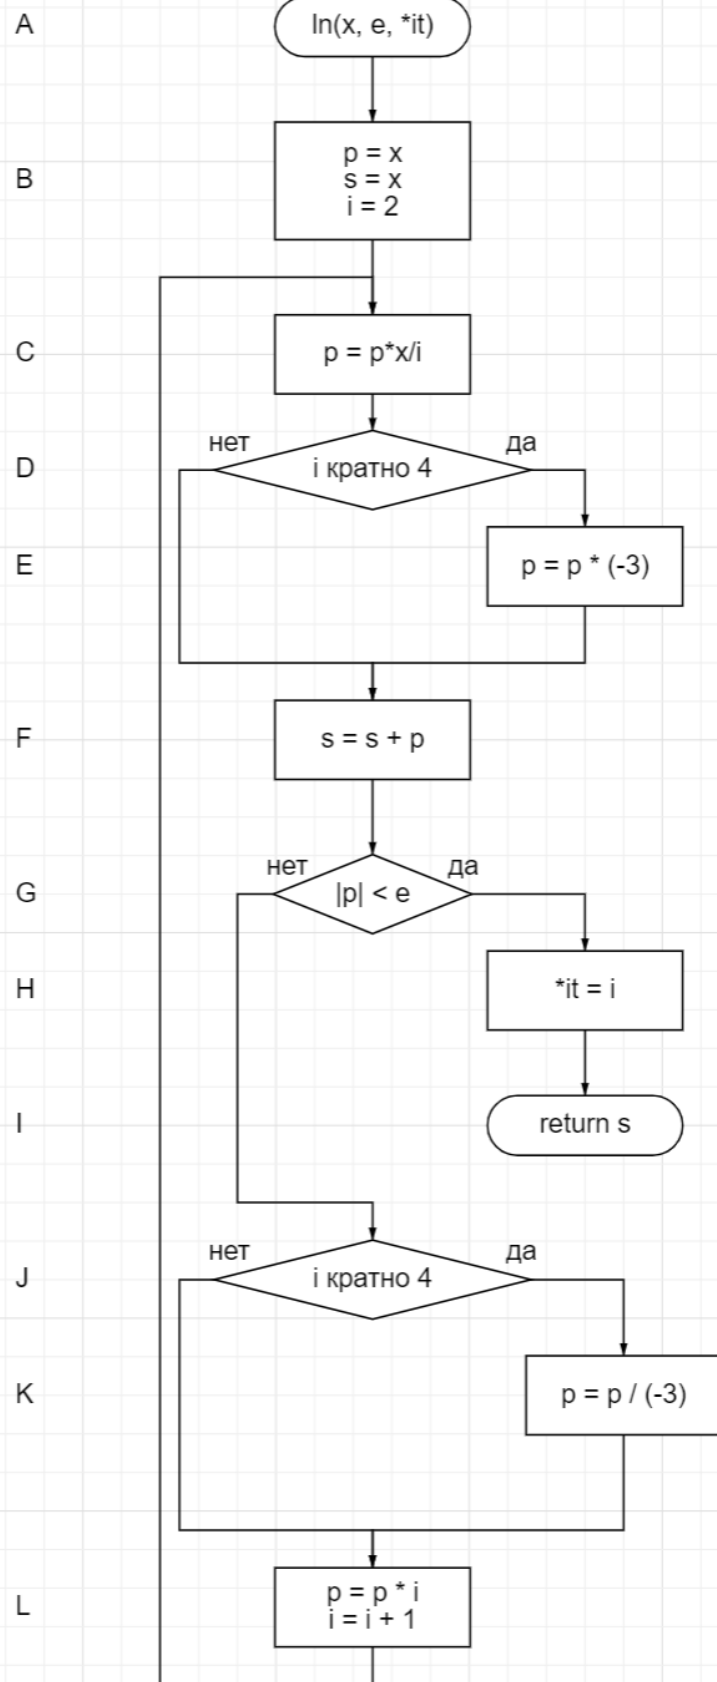 A
ln(x, e, *it)
B
p = x
s = x
i = 2
C
p = p*x/i
нет
да
D
i кратно 4
E
p = p * (-3)
F
s = s + p
нет
да
G
|p| < e
H
*it = i
I
return s
нет
да
J
i кратно 4
K
p = p / (-3)
L
p = p * i
i = i + 1